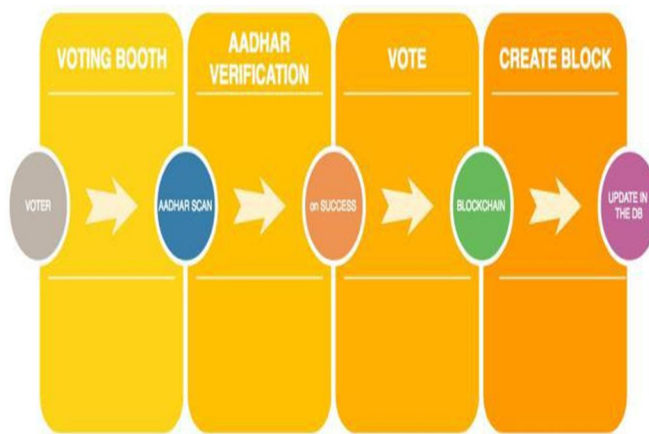 VOTING BOOTH
AADHAR
VERIFICATION
VOTE
CREATE BLOCK
VOTER
AADHAR SCAN
on SUCCESS
BLOCKCHAIN
UPDATE IN
THE DB